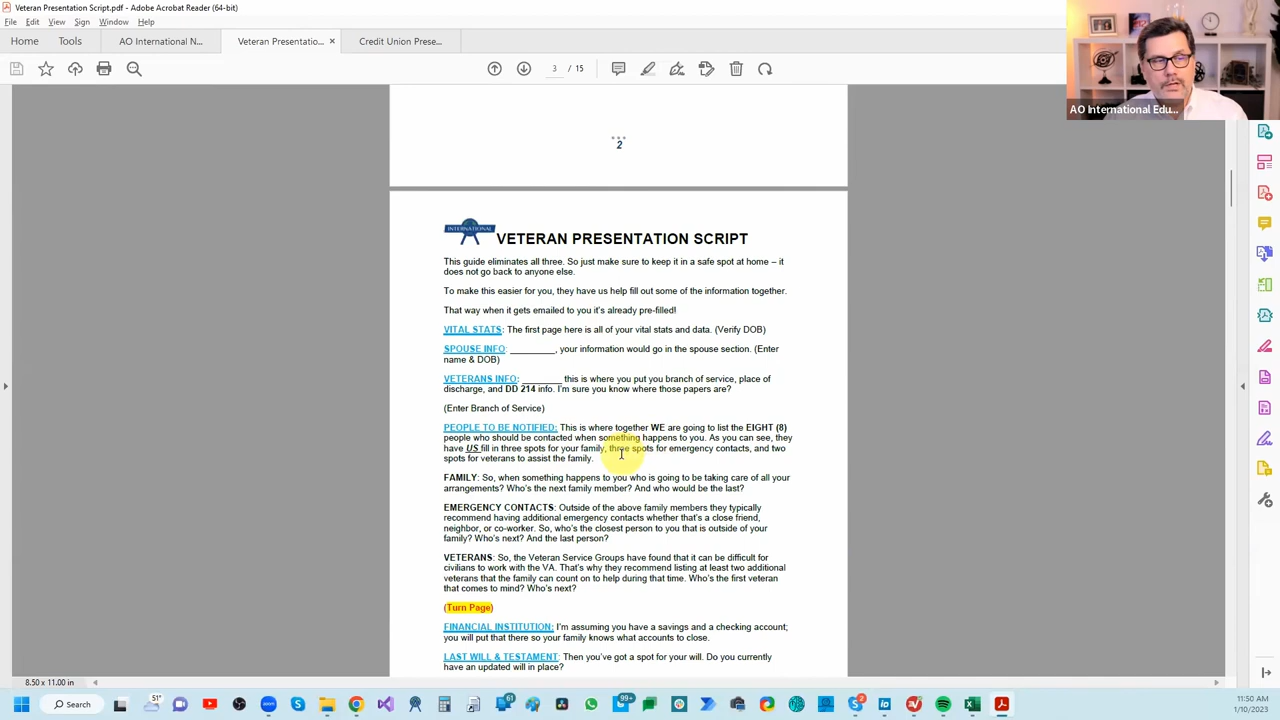 Veteran Presentation Script.pdf - Adobe Acrobat Reader (64-bit)
File Edit View Sign Window Help
Home Tools AO International N... Veteran Presentatio... × Credit Union Prese...
3 / 15
AO International Edu...
2
INTERNATIONAL
VETERAN PRESENTATION SCRIPT
This guide eliminates all three. So just make sure to keep it in a safe spot at home – it
does not go back to anyone else.
To make this easier for you, they have us help fill out some of the information together.
That way when it gets emailed to you it's already pre-filled!
VITAL STATS: The first page here is all of your vital stats and data. (Verify DOB)
SPOUSE INFO: _________, your information would go in the spouse section. (Enter
name & DOB)
VETERANS INFO: ________ this is where you put you branch of service, place of
discharge, and DD 214 info. I'm sure you know where those papers are?
(Enter Branch of Service)
PEOPLE TO BE NOTIFIED: This is where together WE are going to list the EIGHT (8)
people who should be contacted when something happens to you. As you can see, they
have US fill in three spots for your family, three spots for emergency contacts, and two
spots for veterans to assist the family.
FAMILY: So, when something happens to you who is going to be taking care of all your
arrangements? Who's the next family member? And who would be the last?
EMERGENCY CONTACTS: Outside of the above family members they typically
recommend having additional emergency contacts whether that's a close friend,
neighbor, or co-worker. So, who's the closest person to you that is outside of your
family? Who's next? And the last person?
VETERANS: So, the Veteran Service Groups have found that it can be difficult for
civilians to work with the VA. That's why they recommend listing at least two additional
veterans that the family can count on to help during that time. Who's the first veteran
that comes to mind? Who's next?
(Turn Page)
FINANCIAL INSTITUTION: I'm assuming you have a savings and a checking account;
you will put that there so your family knows what accounts to close.
LAST WILL & TESTAMENT: Then you've got a spot for your will. Do you currently
have an updated will in place?
8.50 x 11.00 in
Search
51°
61
99+
2
11:50 AM
1/10/2023